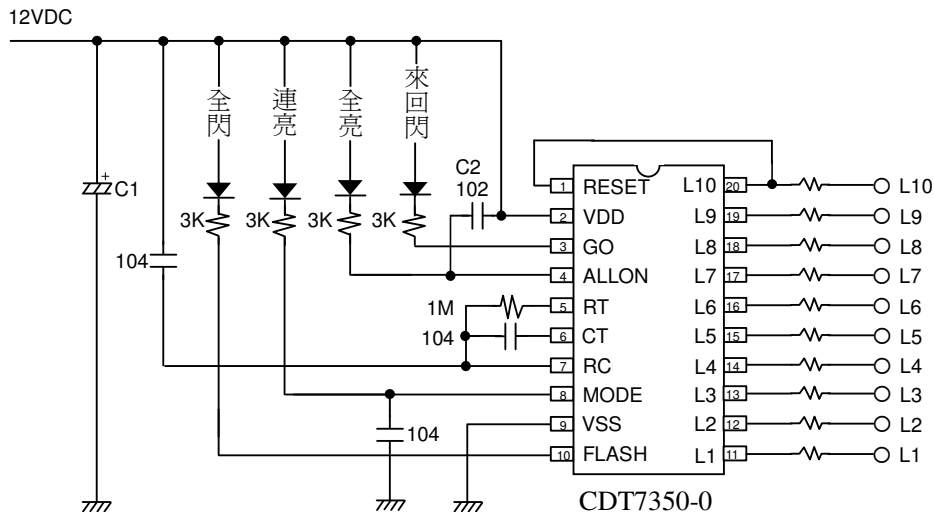 12VDC
全閃
連亮
全亮
來回閃
+
C1
C2
102
3K
3K
3K
3K
104
1M
104
104
1 RESET L10 20 L10
2 VDD L9 19 L9
3 GO L8 18 L8
4 ALLON L7 17 L7
5 RT L6 16 L6
6 CT L5 15 L5
7 RC L4 14 L4
8 MODE L3 13 L3
9 VSS L2 12 L2
10 FLASH L1 11 L1
CDT7350-0